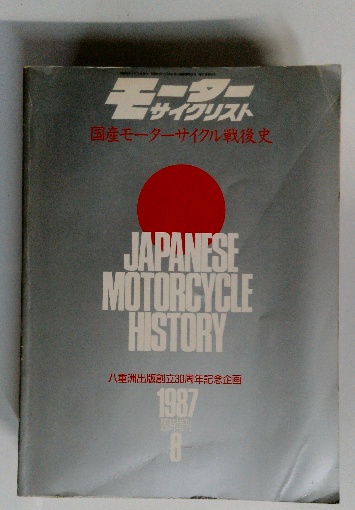 モーター
サイクリスト
国産モーターサイクル戦後史
JAPANESE
MOTORCYCLE
HISTORY
八重洲出版創立30周年記念企画
1987
8